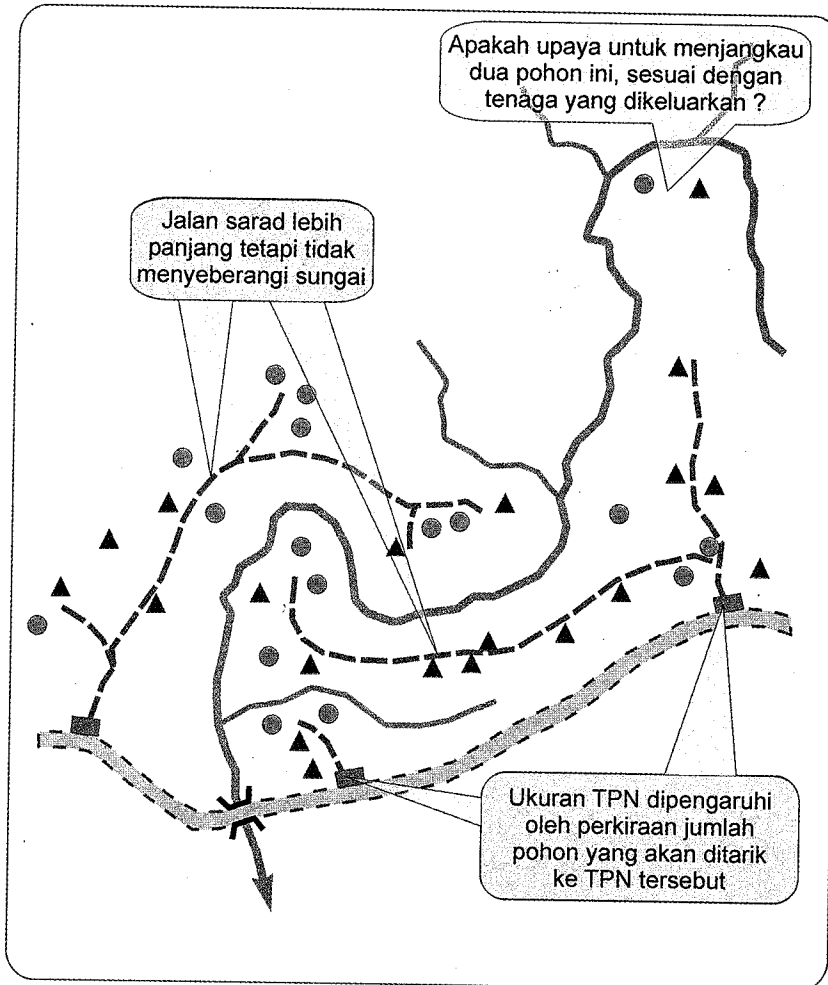 Apakah upaya untuk menjangkau
dua pohon ini, sesuai dengan
tenaga yang dikeluarkan ?
Jalan sarad lebih
panjang tetapi tidak
menyeberangi sungai
Ukuran TPN dipengaruhi
oleh perkiraan jumlah
pohon yang akan ditarik
ke TPN tersebut